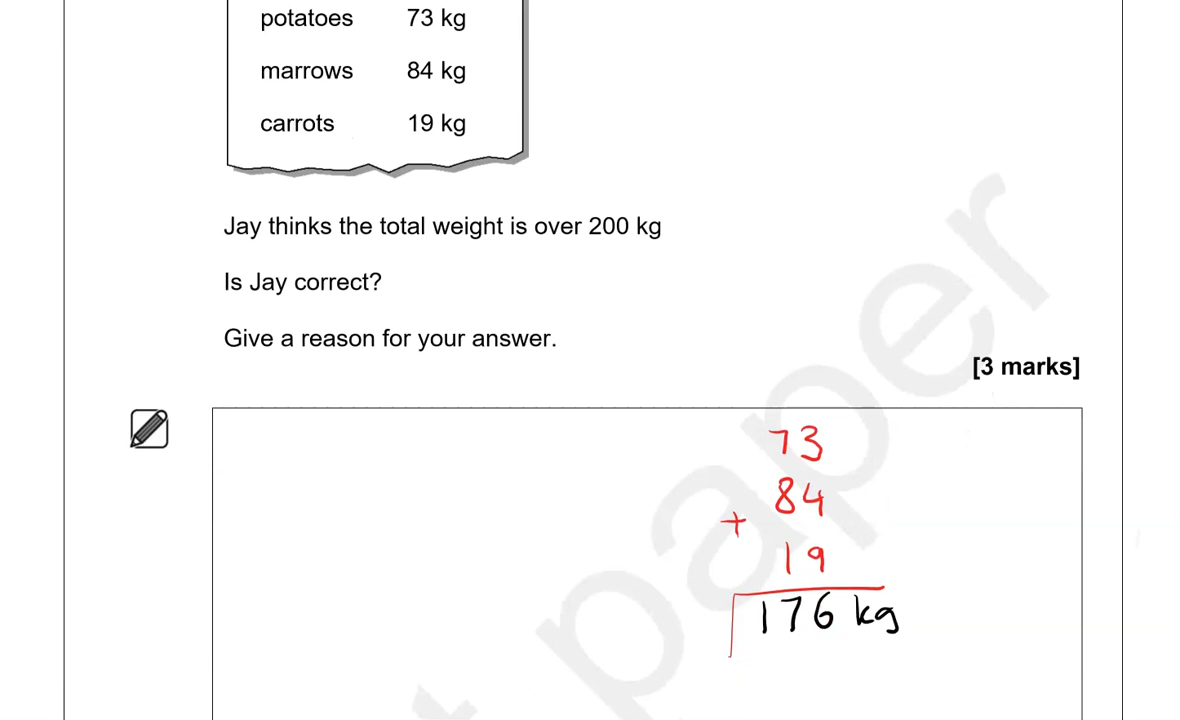 potatoes 73 kg
marrows 84 kg
carrots 19 kg
Jay thinks the total weight is over 200 kg
Is Jay correct?
Give a reason for your answer.
[3 marks]
73
84
+
19
176 kg
paper